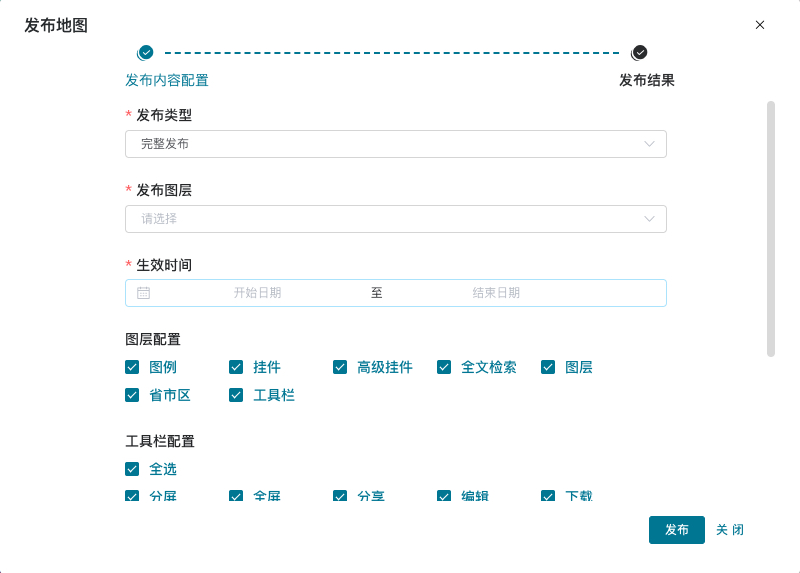 发布地图
发布内容配置 发布结果
* 发布类型
完整发布
* 发布图层
请选择
* 生效时间
开始日期 至 结束日期
图层配置
图例 挂件 高级挂件 全文检索 图层
省市区 工具栏
工具栏配置
全选
分屏 全屏 分享 编辑 下载
发布 关闭